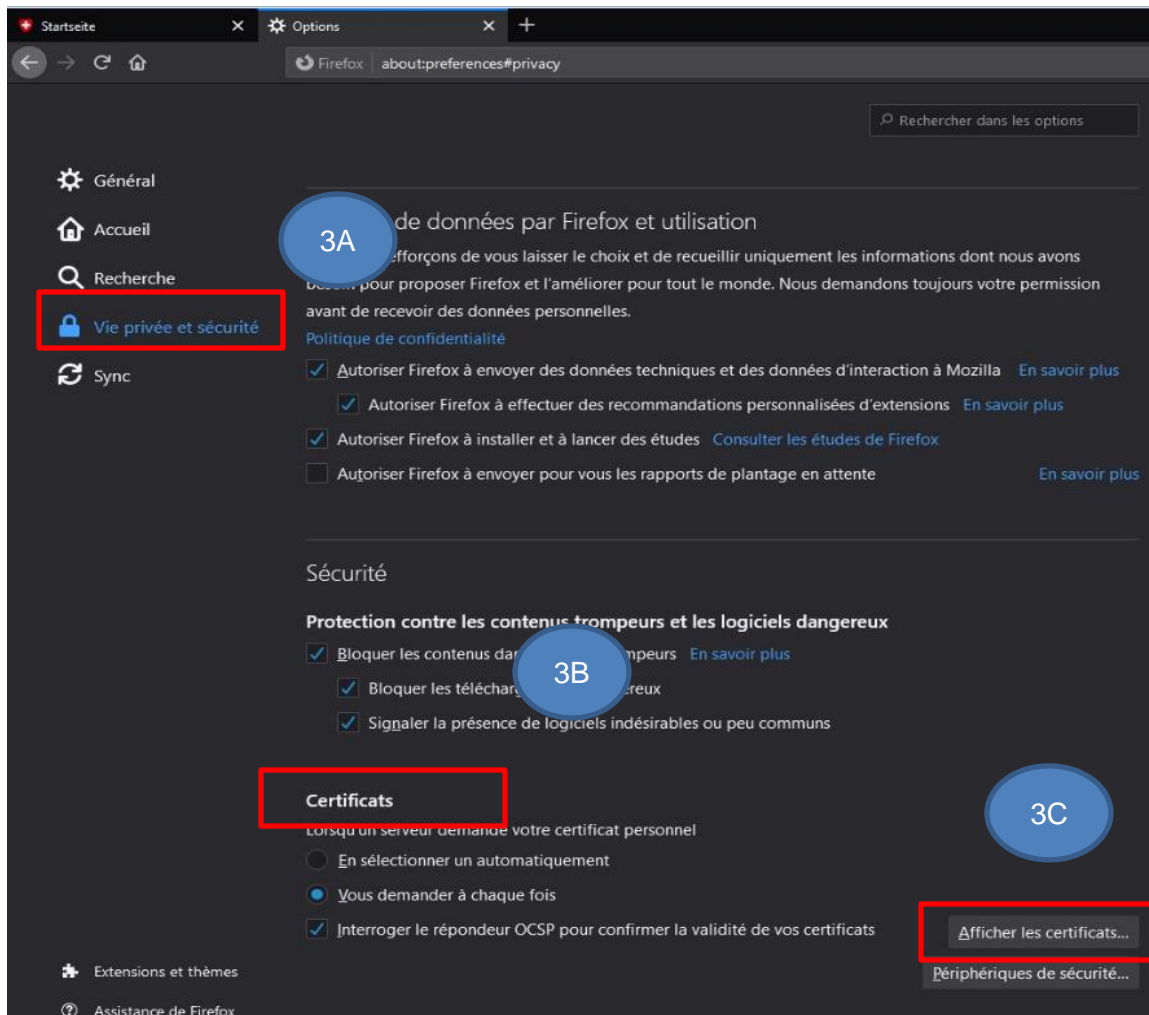 Startseite
Options
Firefox about:preferences#privacy
Rechercher dans les options
Général
Accueil
Recherche
Vie privée et sécurité
Sync
3A
de données par Firefox et utilisation
efforçons de vous laisser le choix et de recueillir uniquement les informations dont nous avons
pour proposer Firefox et l'améliorer pour tout le monde. Nous demandons toujours votre permission
avant de recevoir des données personnelles.
Politique de confidentialité
Autoriser Firefox à envoyer des données techniques et des données d'interaction à Mozilla En savoir plus
Autoriser Firefox à effectuer des recommandations personnalisées d'extensions En savoir plus
Autoriser Firefox à installer et à lancer des études Consulter les études de Firefox
Autoriser Firefox à envoyer pour vous les rapports de plantage en attente En savoir plus
Sécurité
Protection contre les contenus trompeurs et les logiciels dangereux
Bloquer les contenus En savoir plus
3B
Bloquer les
Signaler la présence de logiciels indésirables ou peu communs
Certificats
3C
Lorsqu'un serveur demande votre certificat personnel
En sélectionner un automatiquement
Vous demander à chaque fois
Interroger le répondeur OCSP pour confirmer la validité de vos certificats
Afficher les certificats...
Périphériques de sécurité...
Extensions et thèmes
Assistance de Firefox